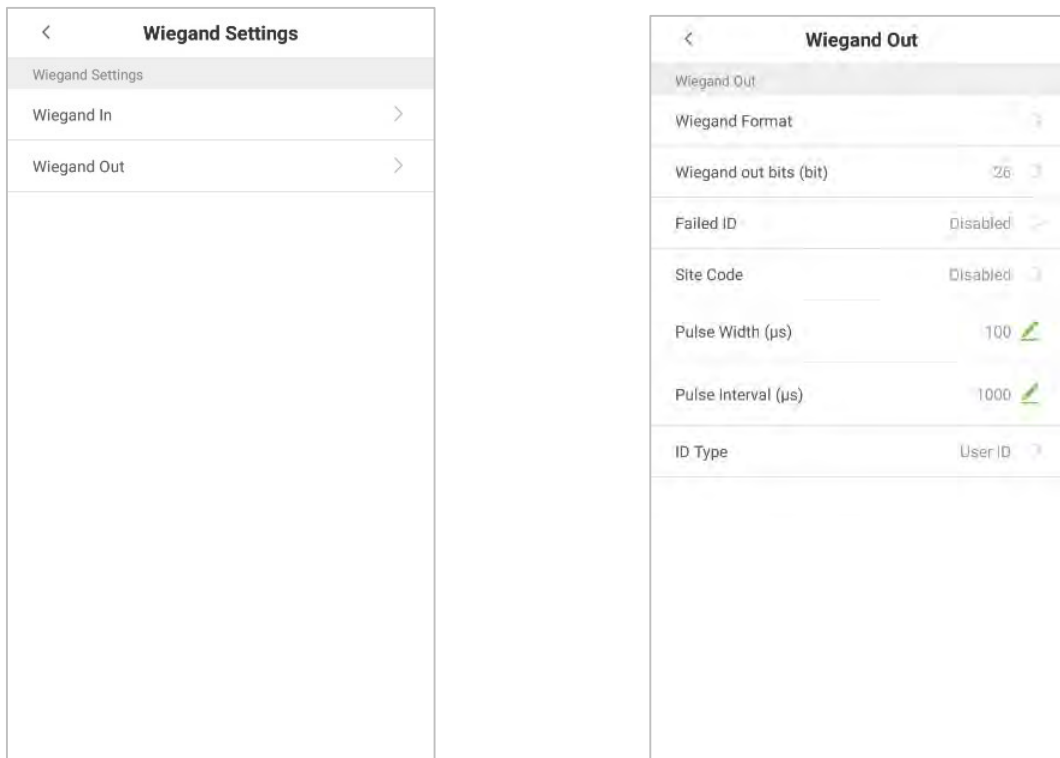 Wiegand Settings
Wiegand Settings
Wiegand In
Wiegand Out
Wiegand Out
Wiegand Out
Wiegand Format
Wiegand out bits (bit) 26
Failed ID Disabled
Site Code Disabled
Pulse Width (µs) 100
Pulse Interval (µs) 1000
ID Type User ID